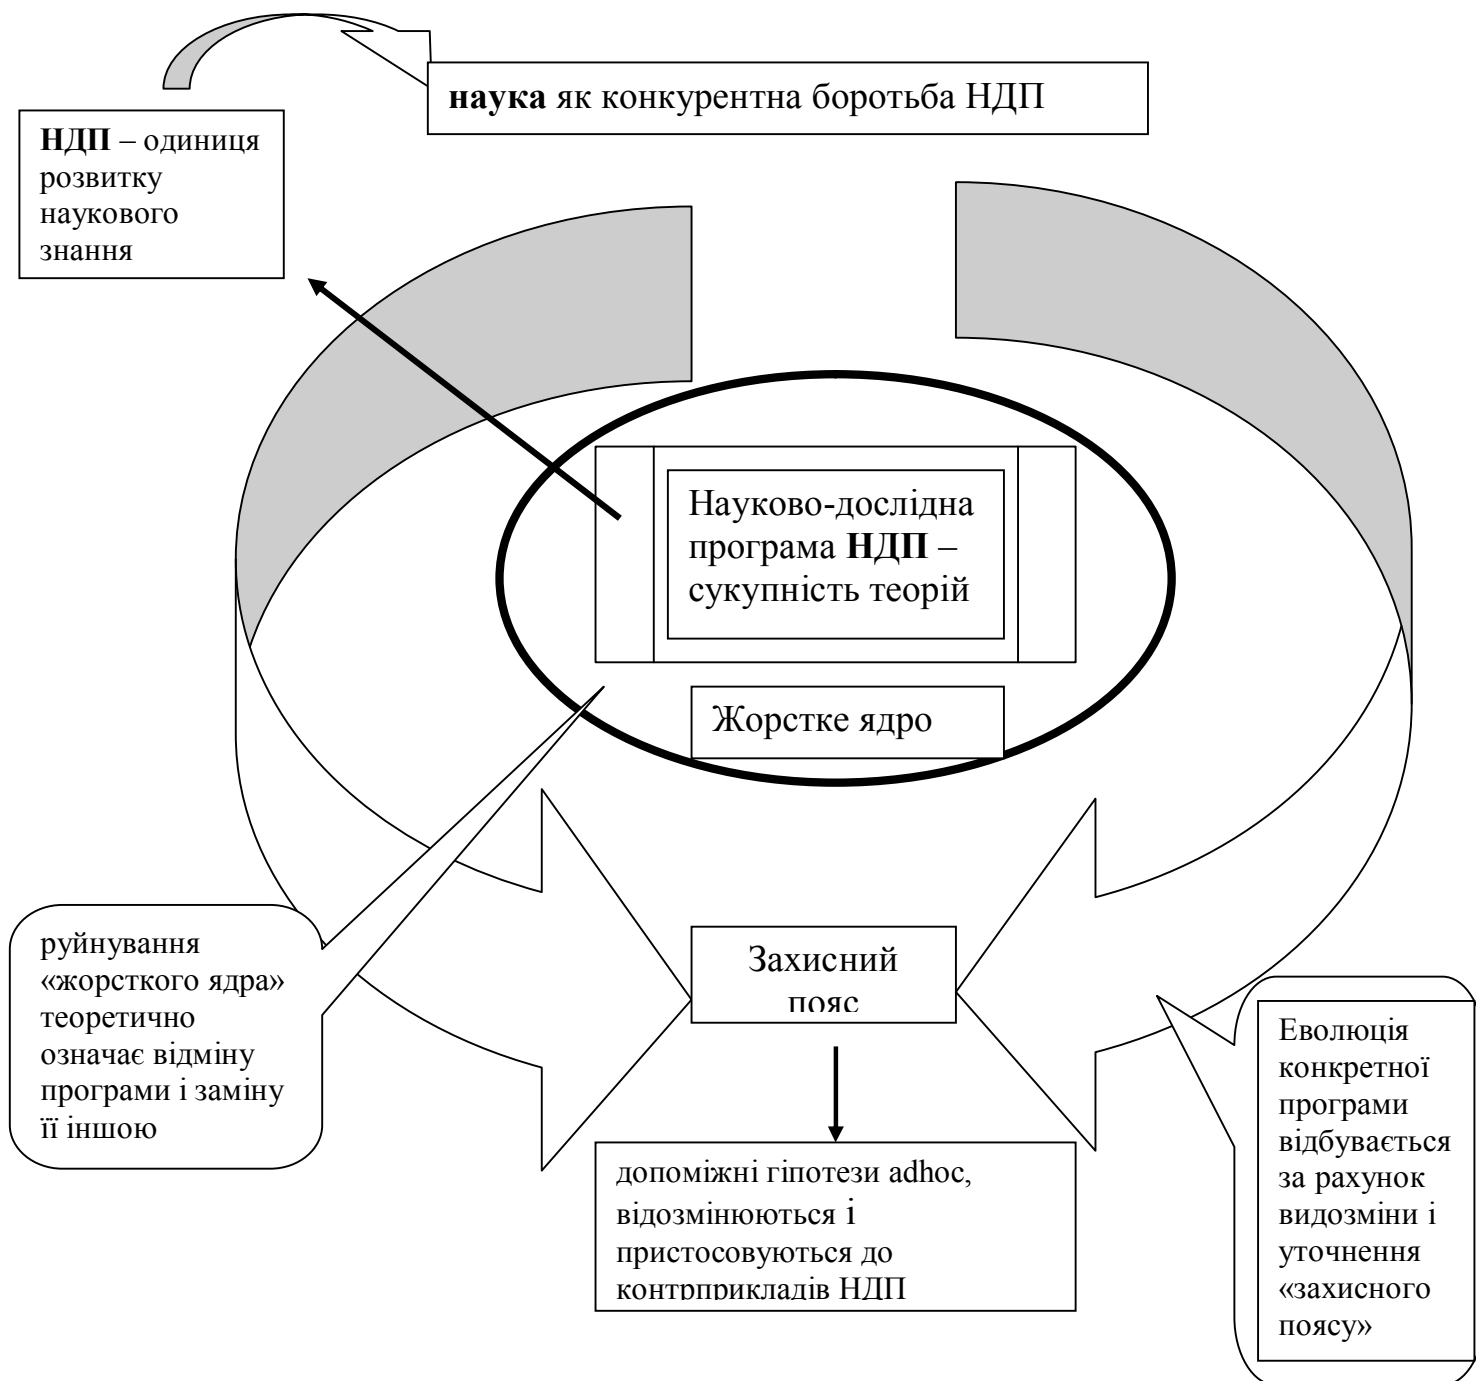 наука як конкурентна боротьба НДП
НДП – одиниця
розвитку
наукового
знання
Науково-дослідна
програма НДП –
сукупність теорій
Жорстке ядро
руйнування
«жорсткого ядра»
теоретично
означає відміну
програми і заміну
її іншою
Захисний
пояс
Еволюція
конкретної
програми
відбувається
за рахунок
видозміни і
уточнення
«захисного
поясу»
допоміжні гіпотези adhoc,
відозмінюються і
пристосовуються до
контрприкладів НДП